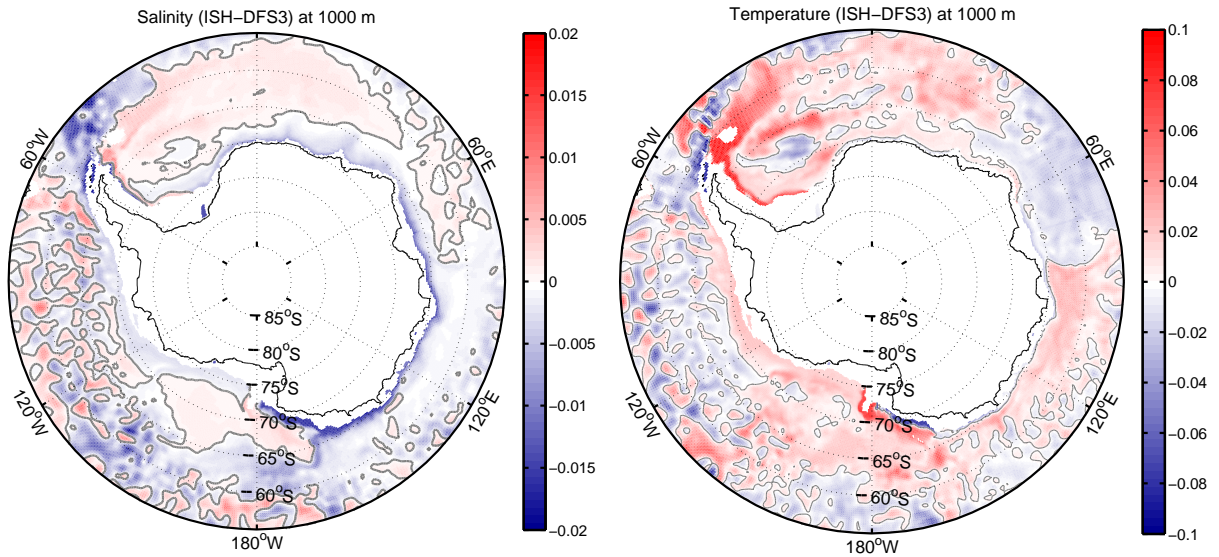 Salinity (ISH−DFS3) at 1000 m
60°W
60°E
120°W
120°E
180°W
85°S
80°S
75°S
70°S
65°S
60°S
0.02
0.015
0.01
0.005
0
−0.005
−0.01
−0.015
−0.02
Temperature (ISH−DFS3) at 1000 m
60°W
60°E
120°W
120°E
180°W
85°S
80°S
75°S
70°S
65°S
60°S
0.1
0.08
0.06
0.04
0.02
0
−0.02
−0.04
−0.06
−0.08
−0.1